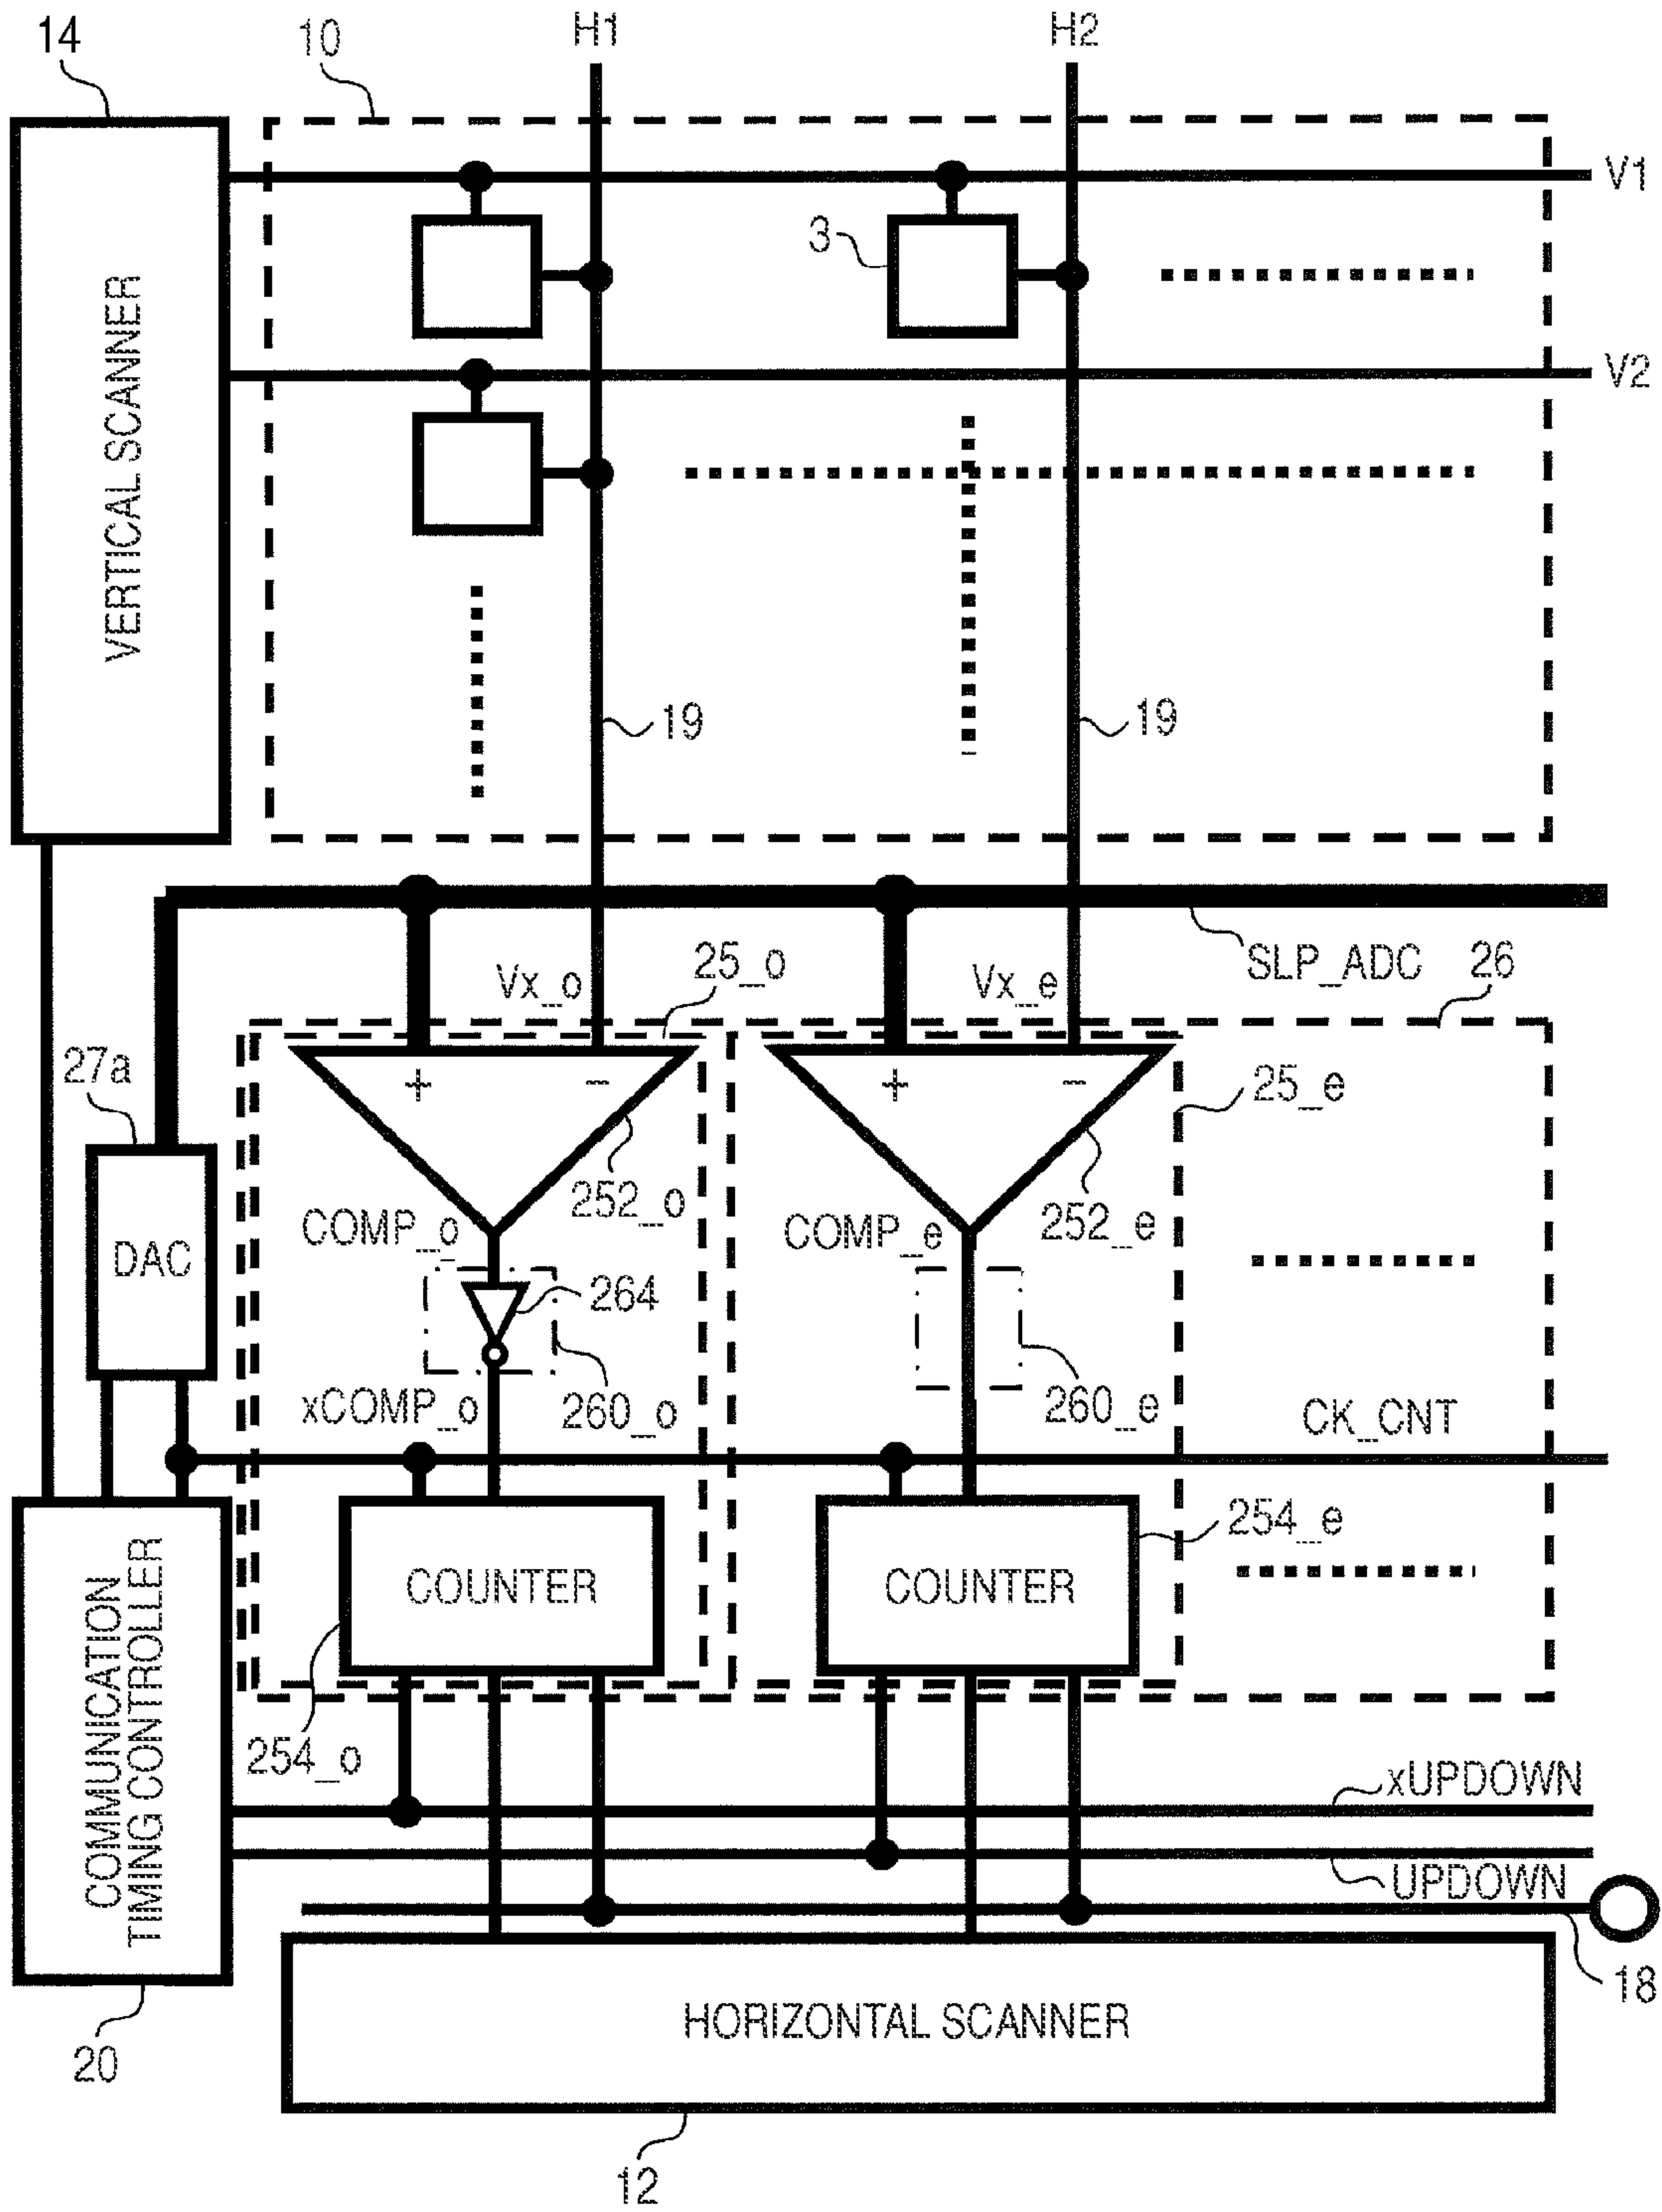 14
10
H1
H2
V1
3
VERTICAL SCANNER
V2
19
19
SLP_ADC
26
Vx_o
25_o
Vx_e
27a
+
−
+
−
25_e
252_o
252_e
COMP_o
COMP_e
DAC
264
xCOMP_o
260_o
260_e
CK_CNT
254_e
COUNTER
COUNTER
COMMUNICATION
TIMING CONTROLLER
254_o
xUPDOWN
UPDOWN
18
HORIZONTAL SCANNER
20
12